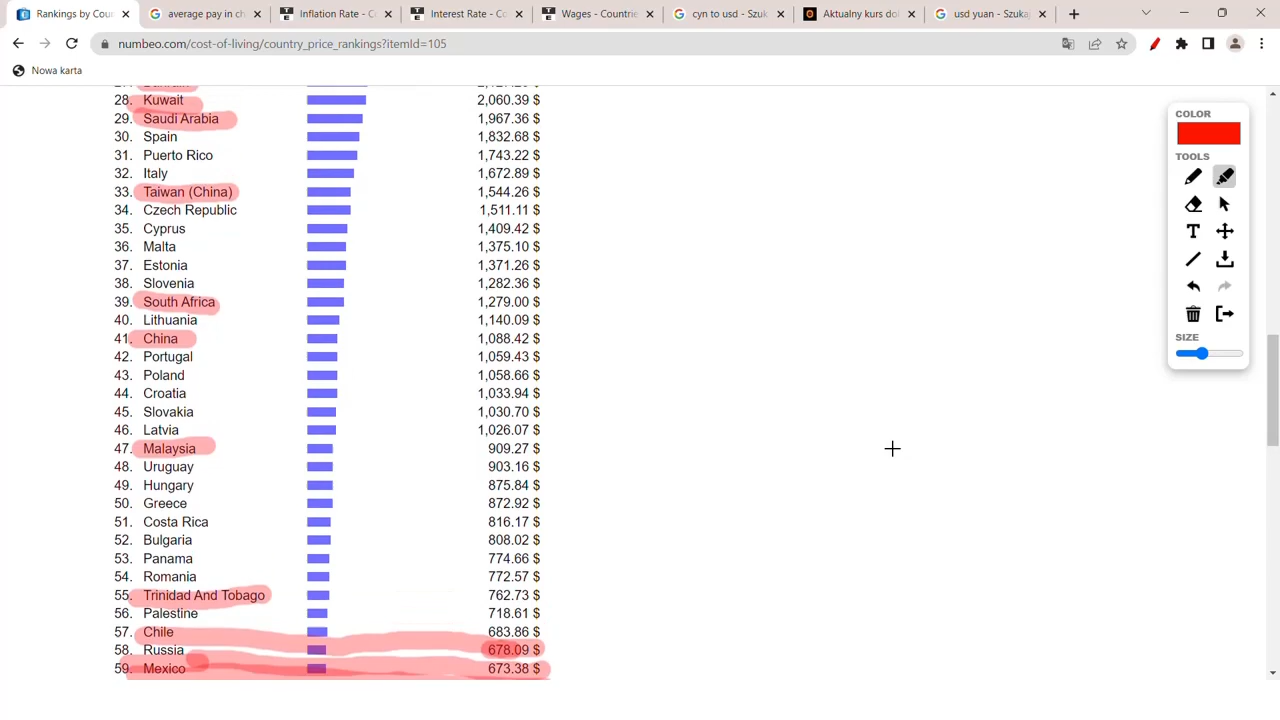 Rankings by Coun
average pay in ch
Inflation Rate - Co
Interest Rate - Co
Wages - Countries
cyn to usd - Szuk
Aktualny kurs dol
usd yuan - Szukaj
numbeo.com/cost-of-living/country_price_rankings?itemId=105
Nowa karta
28. Kuwait 2,060.39 $
29. Saudi Arabia 1,967.36 $
30. Spain 1,832.68 $
31. Puerto Rico 1,743.22 $
32. Italy 1,672.89 $
33. Taiwan (China) 1,544.26 $
34. Czech Republic 1,511.11 $
35. Cyprus 1,409.42 $
36. Malta 1,375.10 $
37. Estonia 1,371.26 $
38. Slovenia 1,282.36 $
39. South Africa 1,279.00 $
40. Lithuania 1,140.09 $
41. China 1,088.42 $
42. Portugal 1,059.43 $
43. Poland 1,058.66 $
44. Croatia 1,033.94 $
45. Slovakia 1,030.70 $
46. Latvia 1,026.07 $
47. Malaysia 909.27 $
48. Uruguay 903.16 $
49. Hungary 875.84 $
50. Greece 872.92 $
51. Costa Rica 816.17 $
52. Bulgaria 808.02 $
53. Panama 774.66 $
54. Romania 772.57 $
55. Trinidad And Tobago 762.73 $
56. Palestine 718.61 $
57. Chile 683.86 $
58. Russia 678.09 $
59. Mexico 673.38 $
COLOR
TOOLS
T
SIZE